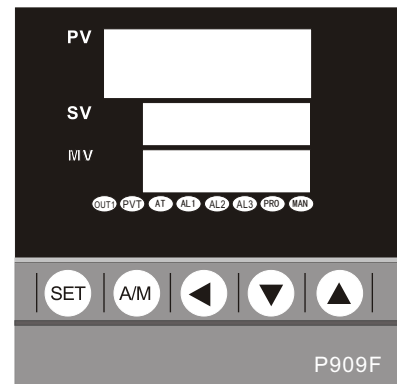 PV
SV
MV
OUT1 PVT AT AL1 AL2 AL3 PRO MAN
SET A/M
P909F